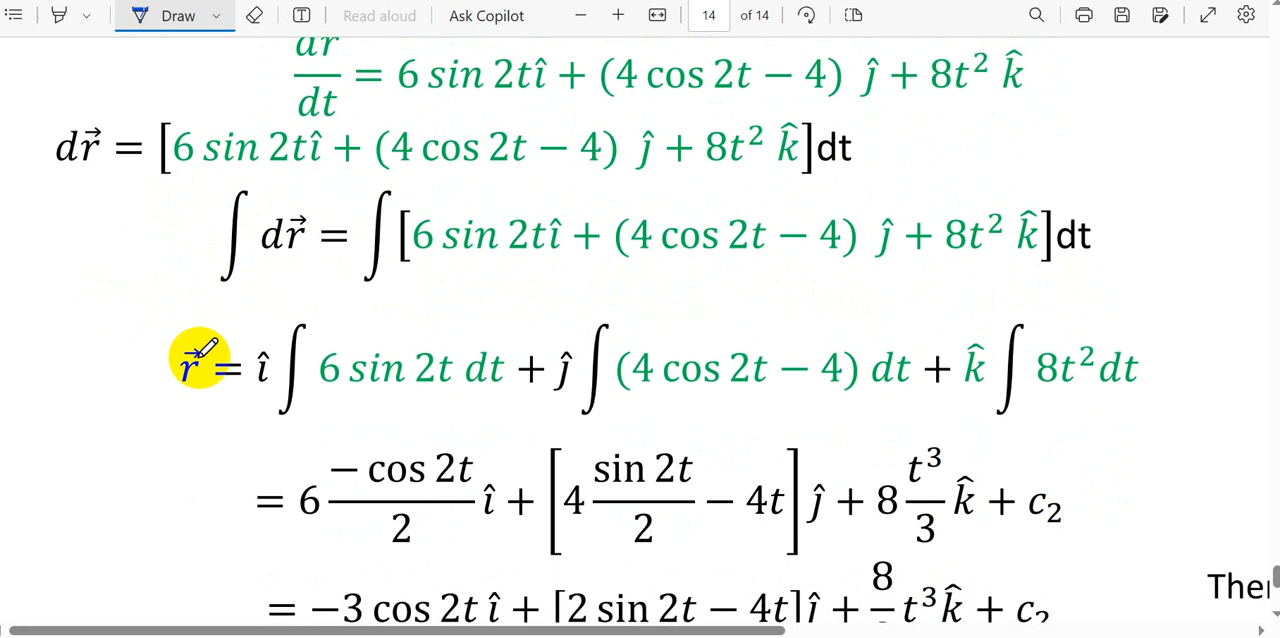 Draw Read aloud Ask Copilot 14 of 14
dr/dt = 6 sin 2t î + (4 cos 2t − 4) ĵ + 8t² k̂
dr⃗ = [6 sin 2t î + (4 cos 2t − 4) ĵ + 8t² k̂]dt
∫ dr⃗ = ∫ [6 sin 2t î + (4 cos 2t − 4) ĵ + 8t² k̂]dt
r⃗ = î ∫ 6 sin 2t dt + ĵ ∫ (4 cos 2t − 4) dt + k̂ ∫ 8t² dt
= 6 (− cos 2t)/2 î + [4 (sin 2t)/2 − 4t] ĵ + 8 t³/3 k̂ + c₂
= −3 cos 2t î + [2 sin 2t − 4t] ĵ + 8/ t³ k̂ + c₂